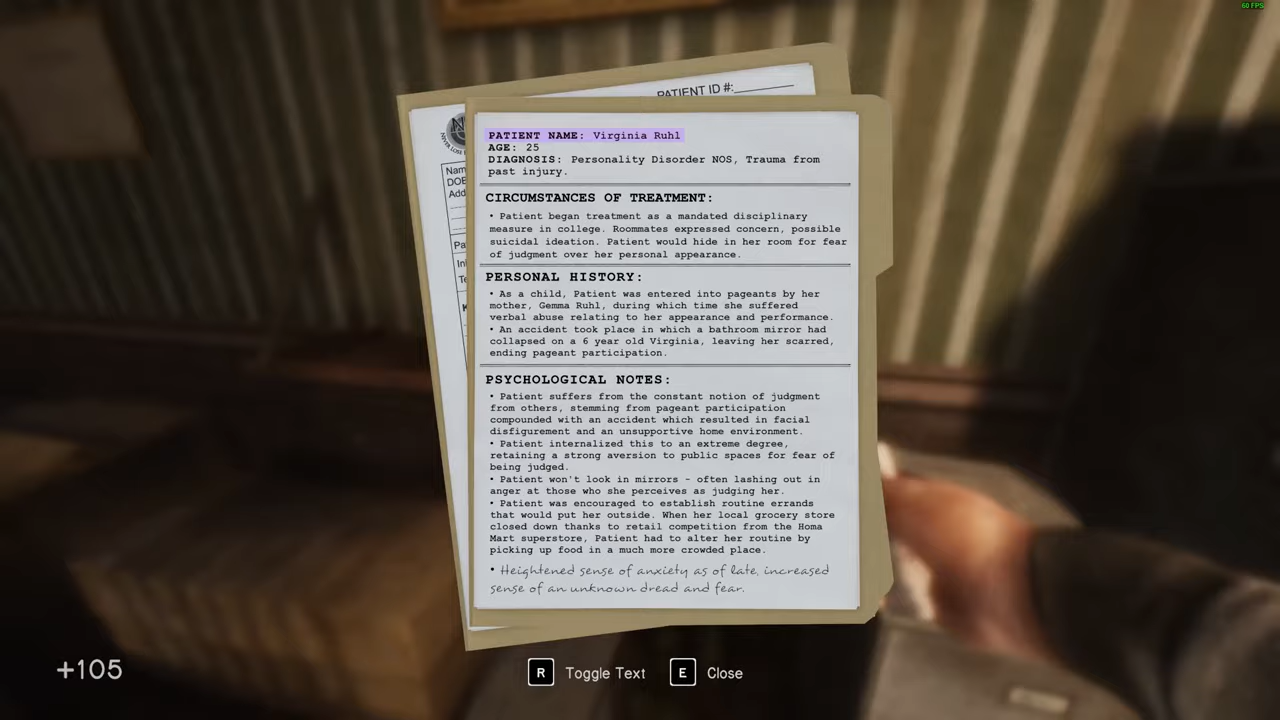 60 FPS
PATIENT ID #:
PATIENT NAME: Virginia Ruhl
AGE: 25
DIAGNOSIS: Personality Disorder NOS, Trauma from
past injury.
CIRCUMSTANCES OF TREATMENT:
• Patient began treatment as a mandated disciplinary
measure in college. Roommates expressed concern, possible
suicidal ideation. Patient would hide in her room for fear
of judgment over her personal appearance.
PERSONAL HISTORY:
• As a child, Patient was entered into pageants by her
mother, Gemma Ruhl, during which time she suffered
verbal abuse relating to her appearance and performance.
• An accident took place in which a bathroom mirror had
collapsed on a 6 year old Virginia, leaving her scarred,
ending pageant participation.
PSYCHOLOGICAL NOTES:
• Patient suffers from the constant notion of judgment
from others, stemming from pageant participation
compounded with an accident which resulted in facial
disfigurement and an unsupportive home environment.
• Patient internalized this to an extreme degree,
retaining a strong aversion to public spaces for fear of
being judged.
• Patient won't look in mirrors – often lashing out in
anger at those who she perceives as judging her.
• Patient was encouraged to establish routine errands
that would put her outside. When her local grocery store
closed down thanks to retail competition from the Homa
Mart superstore, Patient had to alter her routine by
picking up food in a much more crowded place.
• Heightened sense of anxiety as of late, increased
sense of an unknown dread and fear.
+105
R Toggle Text E Close